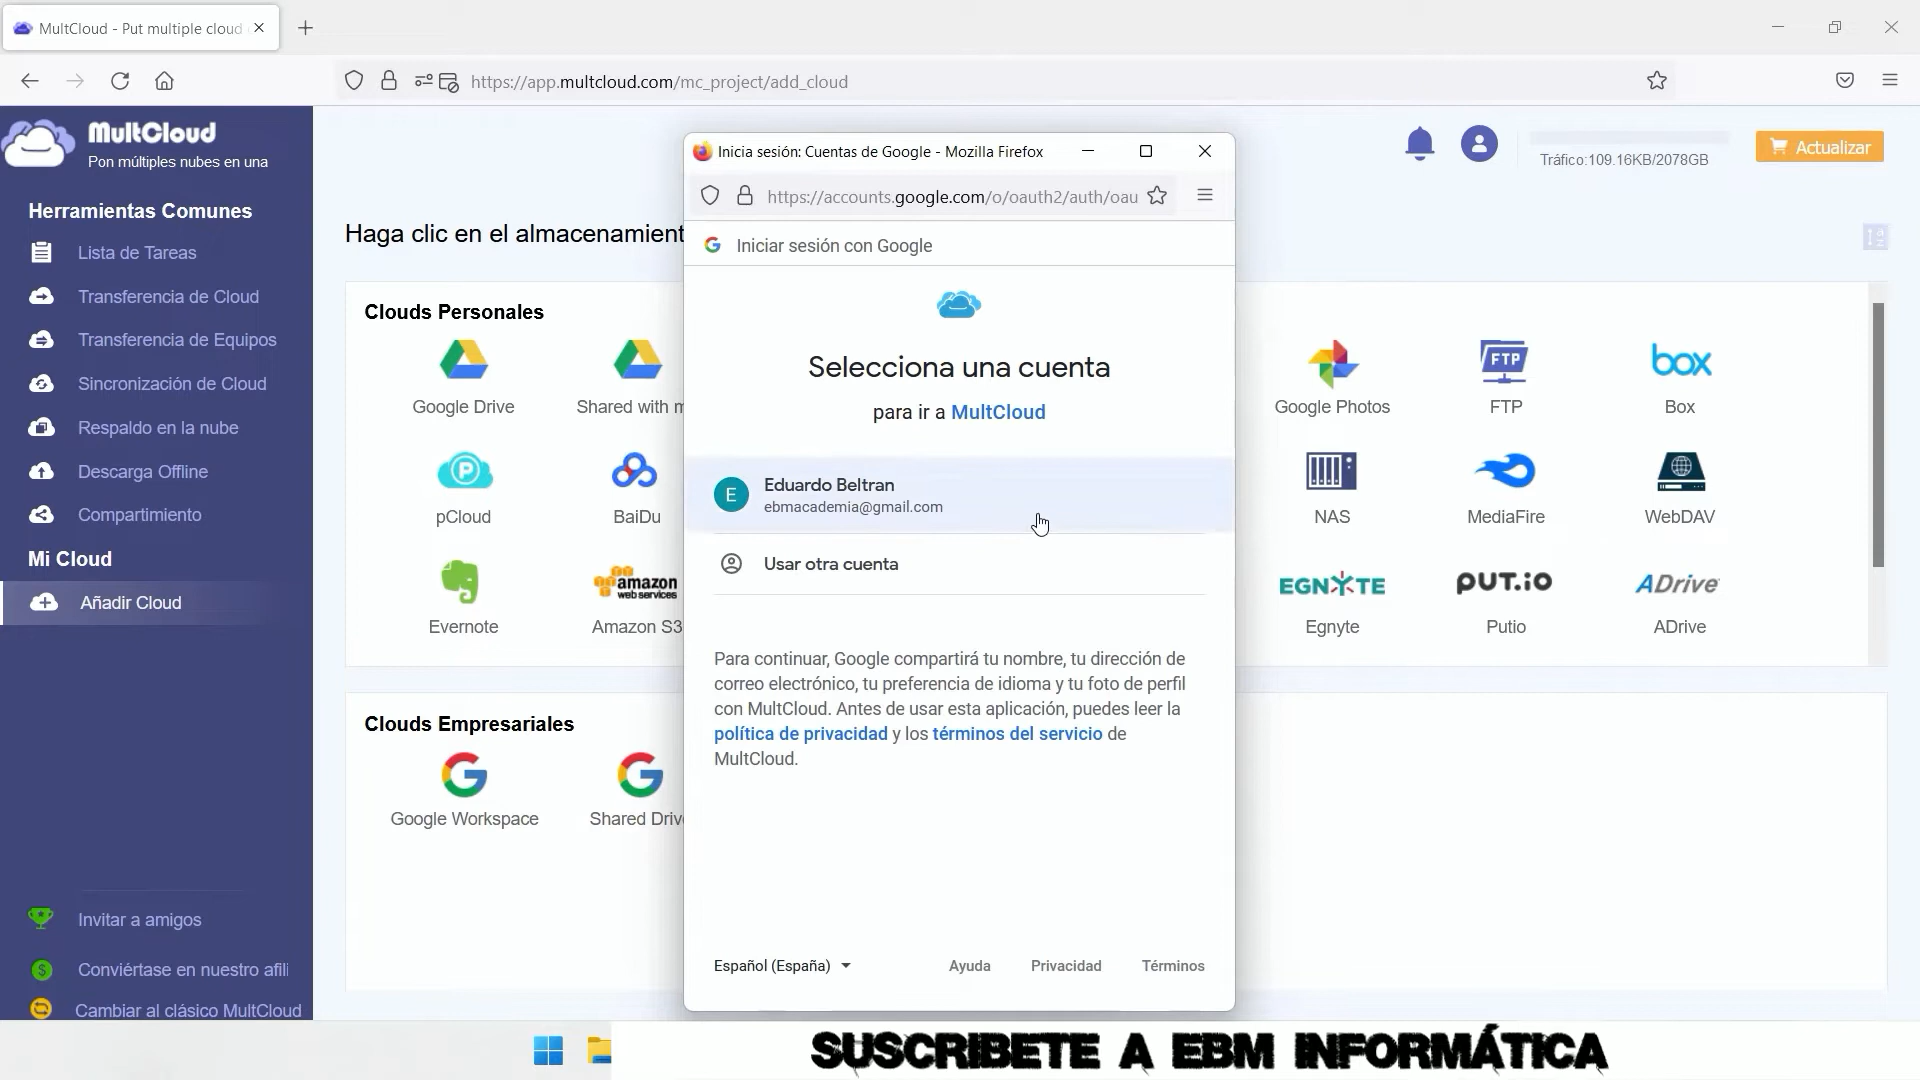 MultCloud - Put multiple cloud
https://app.multcloud.com/mc_project/add_cloud
MultCloud
Pon múltiples nubes en una
Herramientas Comunes
Lista de Tareas
Transferencia de Cloud
Transferencia de Equipos
Sincronización de Cloud
Respaldo en la nube
Descarga Offline
Compartimiento
Mi Cloud
Añadir Cloud
Invitar a amigos
$
Conviértase en nuestro afili
Cambiar al clásico MultCloud
Tráfico:109.16KB/2078GB
Actualizar
Haga clic en el almacenamient
Clouds Personales
Google Drive
Shared with m
Google Photos
FTP
FTP
box
Box
P
pCloud
BaiDu
NAS
MediaFire
WebDAV
Evernote
amazon
web services
Amazon S3
EGNYTE
Egnyte
PUT.IO
Putio
ADrive
ADrive
Clouds Empresariales
Google Workspace
Shared Driv
Inicia sesión: Cuentas de Google - Mozilla Firefox
https://accounts.google.com/o/oauth2/auth/oau
Iniciar sesión con Google
Selecciona una cuenta
para ir a MultCloud
E
Eduardo Beltran
ebmacademia@gmail.com
Usar otra cuenta
Para continuar, Google compartirá tu nombre, tu dirección de
correo electrónico, tu preferencia de idioma y tu foto de perfil
con MultCloud. Antes de usar esta aplicación, puedes leer la
política de privacidad y los términos del servicio de
MultCloud.
Español (España)
Ayuda
Privacidad
Términos
SUSCRIBETE A EBM INFORMÁTICA